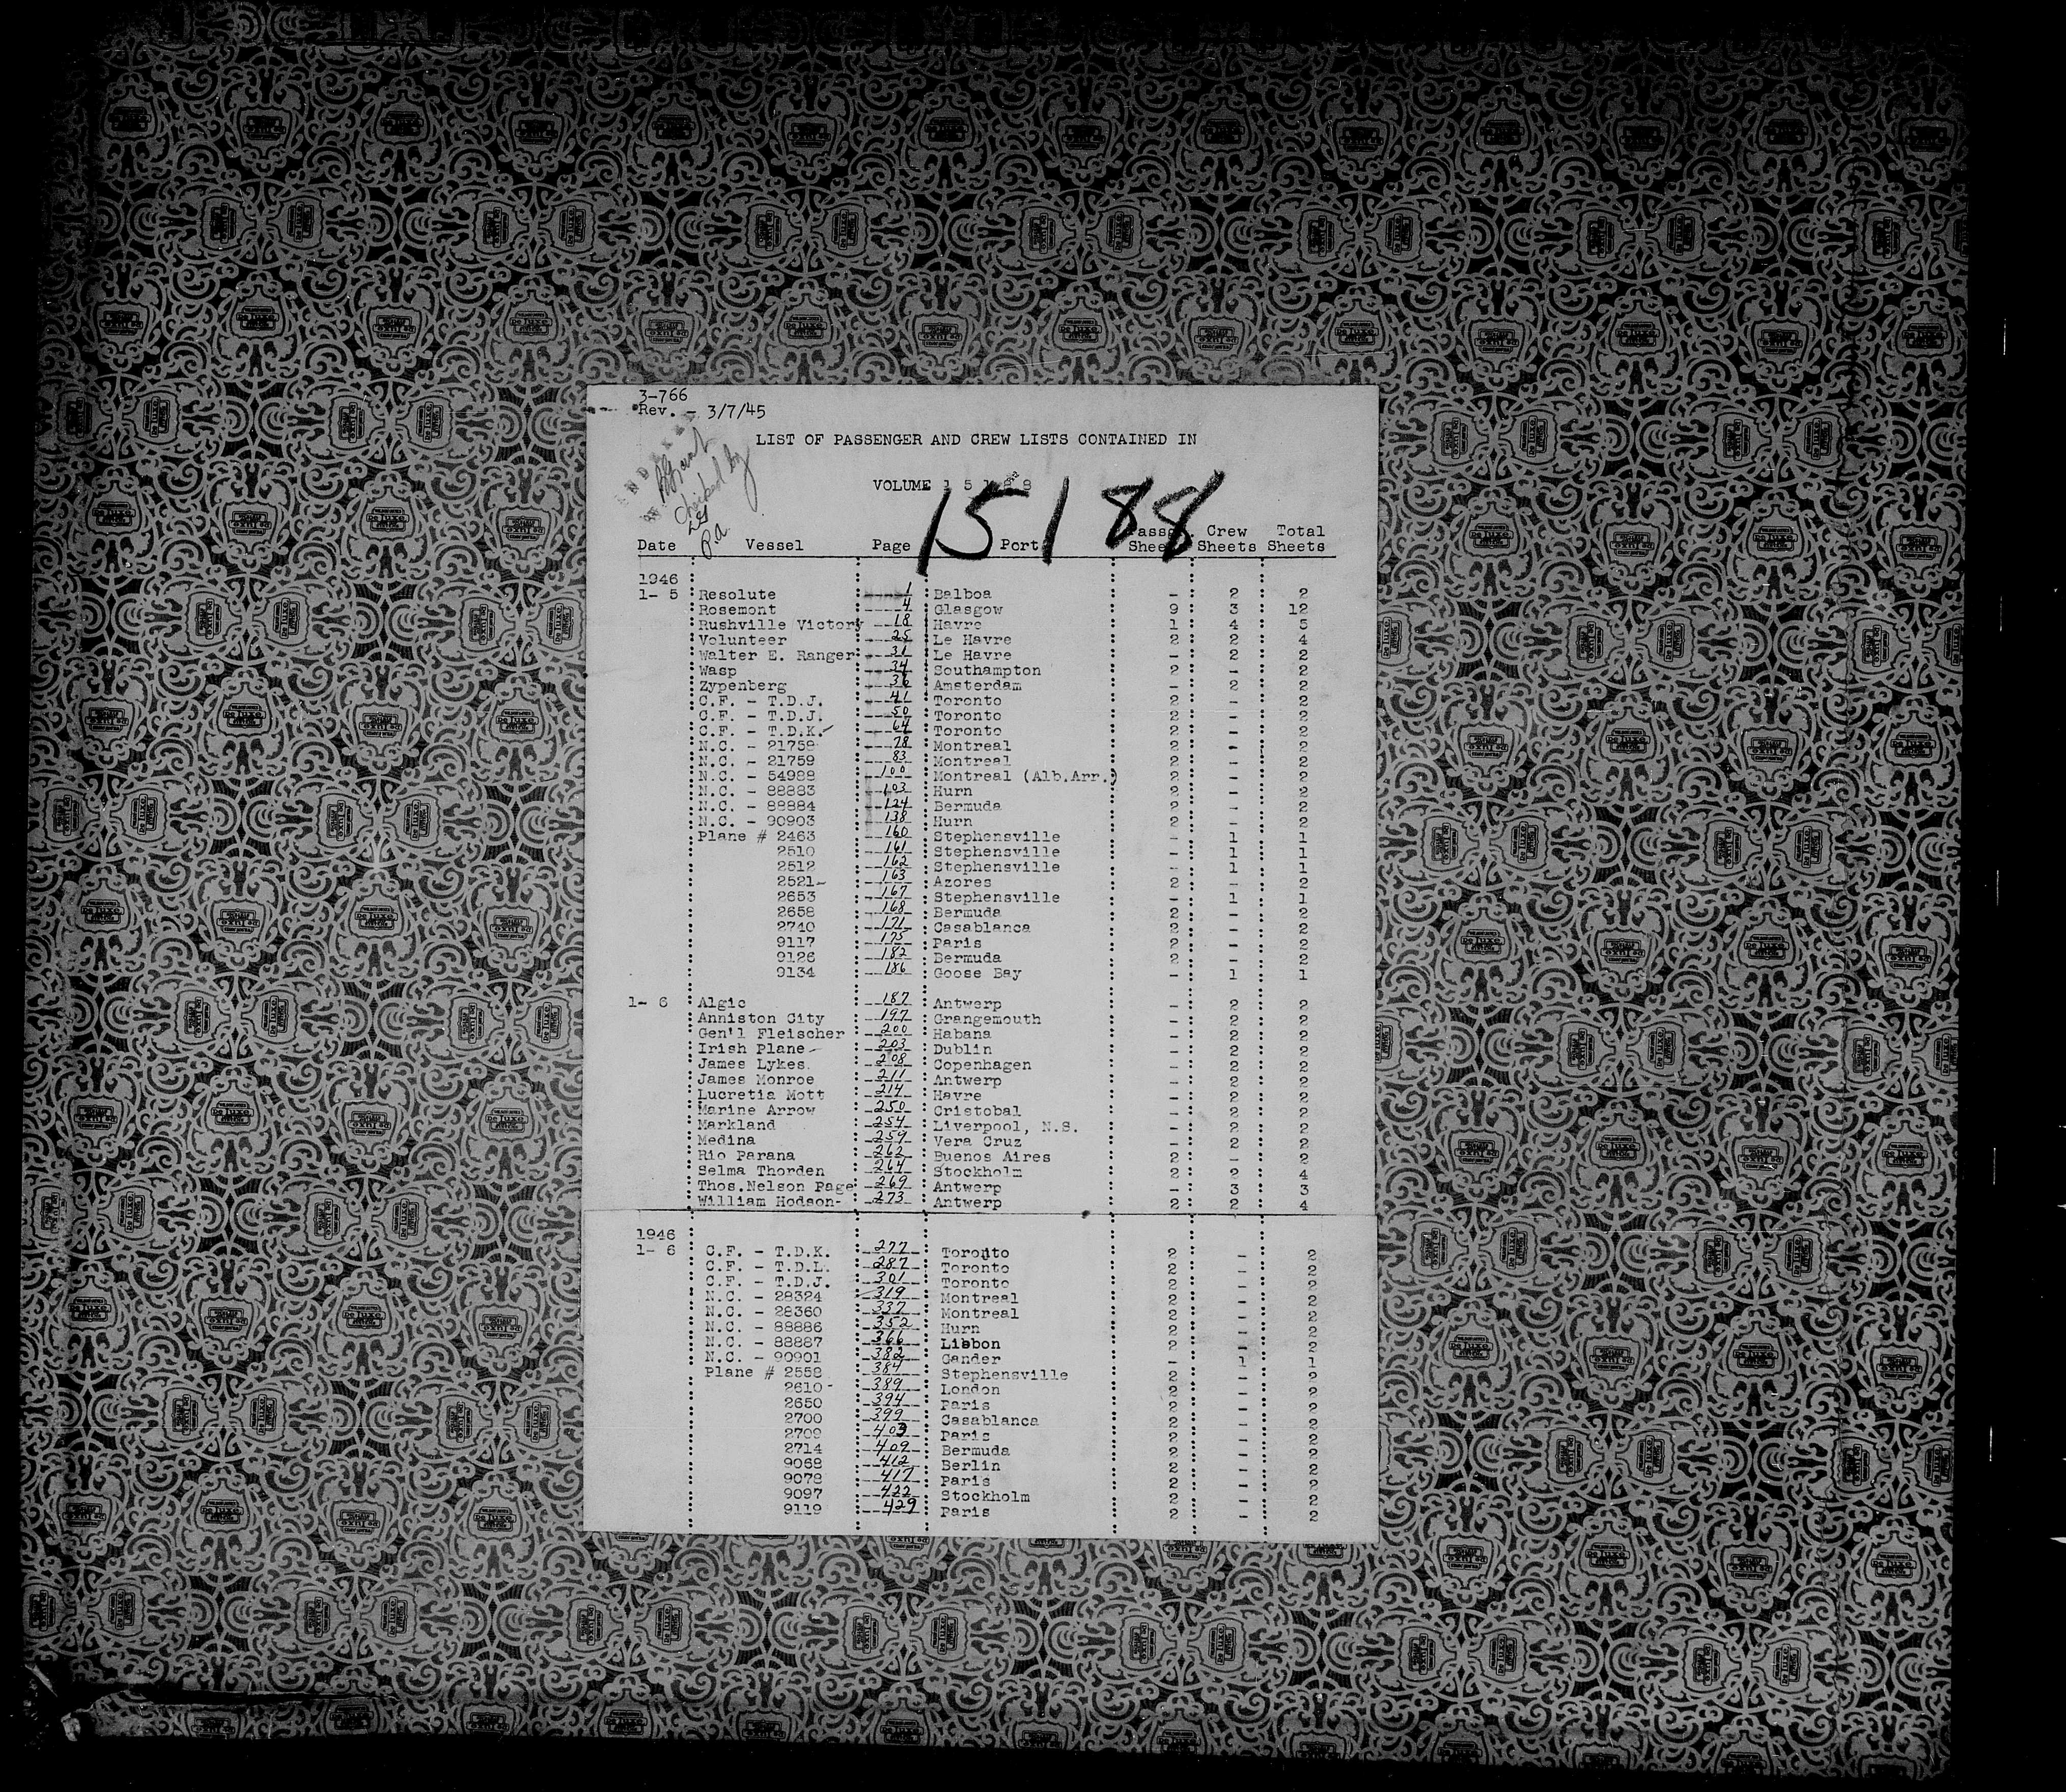 3-766
Rev. - 3/7/45
LIST OF PASSENGER AND CREW LISTS CONTAINED IN
VOLUME 15188
15188
Checked by
P.A.
Date Vessel Page Port Passg Sheets Crew Sheets Total Sheets
1946
1- 5 Resolute 1 Balboa - 2 2
Rosemont 4 Glasgow 9 3 12
Rushville Victory 18 Havre 1 4 5
Volunteer 25 Le Havre 2 2 4
Walter E. Ranger 31 Le Havre - 2 2
Wasp 34 Southampton 2 - 2
Zypenberg 36 Amsterdam - 2 2
C.F. - T.D.J. 41 Toronto 2 - 2
C.F. - T.D.J. 50 Toronto 2 - 2
C.F. - T.D.K. 64 Toronto 2 - 2
N.C. - 21759 78 Montreal 2 - 2
N.C. - 21759 83 Montreal 2 - 2
N.C. - 54988 100 Montreal (Alb.Arr.) 2 - 2
N.C. - 88883 103 Hurn 2 - 2
N.C. - 88884 124 Bermuda 2 - 2
N.C. - 90903 138 Hurn 2 - 2
Plane # 2463 160 Stephensville - 1 1
2510 161 Stephensville - 1 1
2512 162 Stephensville - 1 1
2521 163 Azores 2 - 2
2653 167 Stephensville - 1 1
2658 168 Bermuda 2 - 2
2740 171 Casablanca 2 - 2
9117 175 Paris 2 - 2
9126 182 Bermuda 2 - 2
9134 186 Goose Bay - 1 1
1- 6 Algic 187 Antwerp - 2 2
Anniston City 197 Grangemouth - 2 2
Gen'l Fleischer 200 Habana - 2 2
Irish Plane 203 Dublin - 2 2
James Lykes 208 Copenhagen - 2 2
James Monroe 211 Antwerp - 2 2
Lucretia Mott 214 Havre - 2 2
Marine Arrow 250 Cristobal - 2 2
Markland 254 Liverpool, N.S. - 2 2
Medina 259 Vera Cruz - 2 2
Rio Parana 262 Buenos Aires 2 - 2
Selma Thorden 264 Stockholm 2 2 4
Thos.Nelson Page 269 Antwerp - 3 3
William Hodson- 273 Antwerp 2 2 4
1946
1- 6 C.F. - T.D.K. 277 Toronto 2 - 2
C.F. - T.D.L. 287 Toronto 2 - 2
C.F. - T.D.J. 301 Toronto 2 - 2
N.C. - 28324 319 Montreal 2 - 2
N.C. - 28360 337 Montreal 2 - 2
N.C. - 88886 352 Hurn 2 - 2
N.C. - 88887 366 Lisbon 2 - 2
N.C. - 90901 382 Gander - 1 1
Plane # 2558 384 Stephensville 2 - 2
2610 - 389 London 2 - 2
2650 394 Paris 2 - 2
2700 399 Casablanca 2 - 2
2709 403 Paris 2 - 2
2714 409 Bermuda 2 - 2
9068 412 Berlin 2 - 2
9078 417 Paris 2 - 2
9097 422 Stockholm 2 - 2
9119 429 Paris 2 - 2